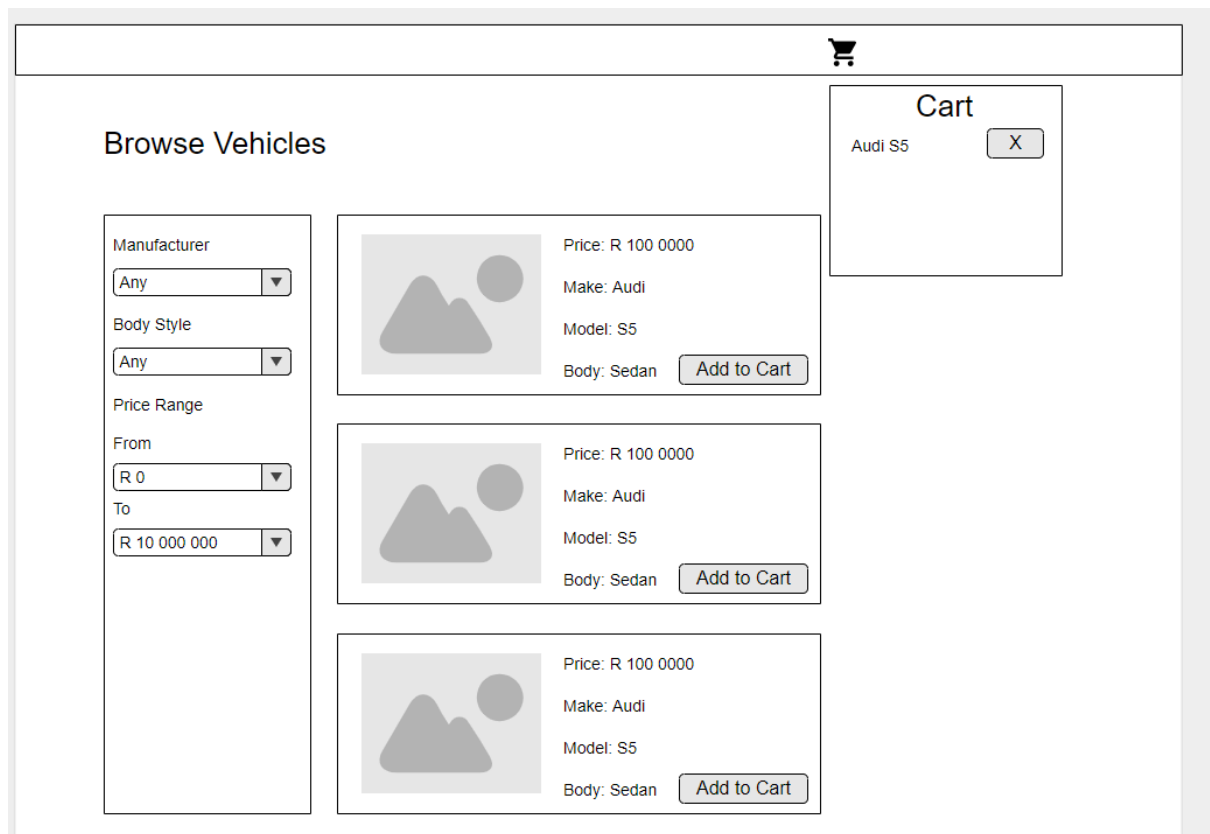 Cart
Audi S5
X
Browse Vehicles
Manufacturer
Any
Body Style
Any
Price Range
From
R 0
To
R 10 000 000
Price: R 100 0000
Make: Audi
Model: S5
Body: Sedan
Add to Cart
Price: R 100 0000
Make: Audi
Model: S5
Body: Sedan
Add to Cart
Price: R 100 0000
Make: Audi
Model: S5
Body: Sedan
Add to Cart